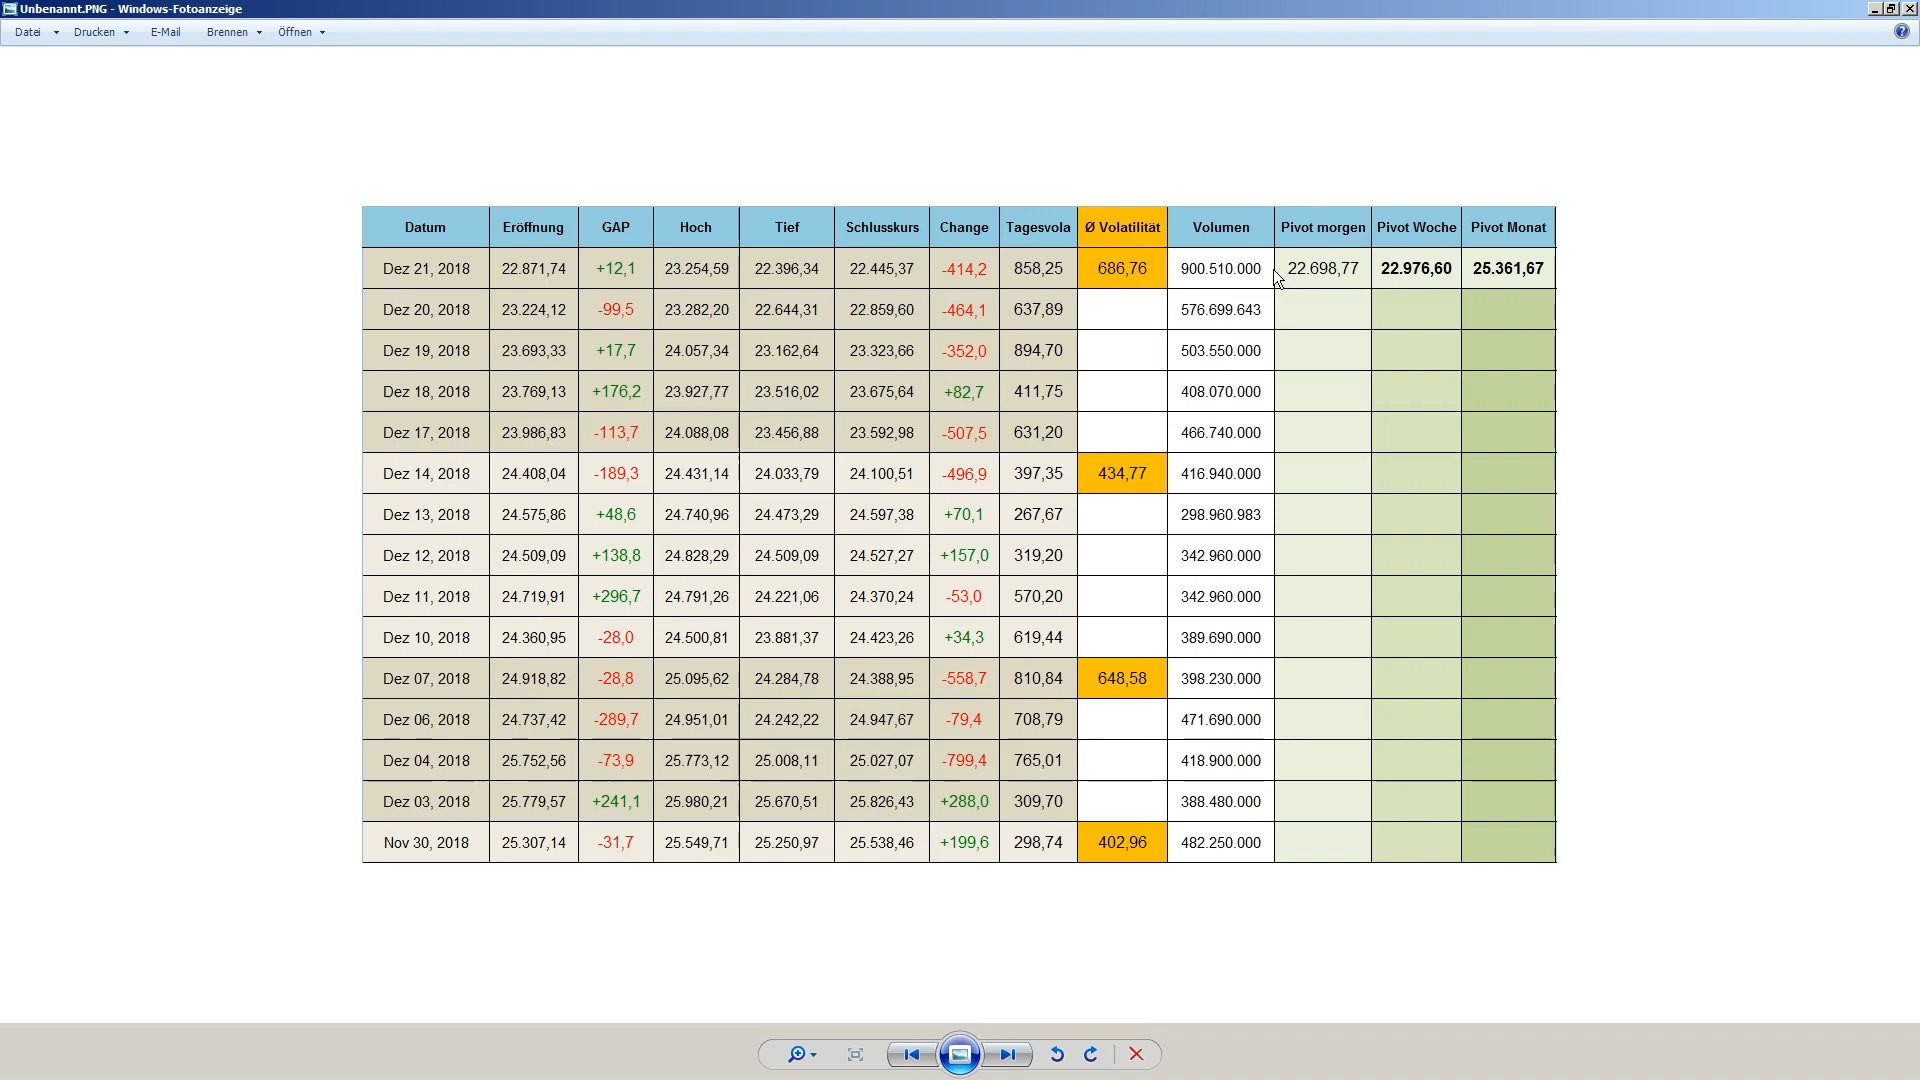 Unbenannt.PNG - Windows-Fotoanzeige
Datei Drucken E-Mail Brennen Öffnen
Datum Eröffnung GAP Hoch Tief Schlusskurs Change Tagesvola Ø Volatilität Volumen Pivot morgen Pivot Woche Pivot Monat
Dez 21, 2018 22.871,74 +12,1 23.254,59 22.396,34 22.445,37 -414,2 858,25 686,76 900.510.000 22.698,77 22.976,60 25.361,67
Dez 20, 2018 23.224,12 -99,5 23.282,20 22.644,31 22.859,60 -464,1 637,89 576.699.643
Dez 19, 2018 23.693,33 +17,7 24.057,34 23.162,64 23.323,66 -352,0 894,70 503.550.000
Dez 18, 2018 23.769,13 +176,2 23.927,77 23.516,02 23.675,64 +82,7 411,75 408.070.000
Dez 17, 2018 23.986,83 -113,7 24.088,08 23.456,88 23.592,98 -507,5 631,20 466.740.000
Dez 14, 2018 24.408,04 -189,3 24.431,14 24.033,79 24.100,51 -496,9 397,35 434,77 416.940.000
Dez 13, 2018 24.575,86 +48,6 24.740,96 24.473,29 24.597,38 +70,1 267,67 298.960.983
Dez 12, 2018 24.509,09 +138,8 24.828,29 24.509,09 24.527,27 +157,0 319,20 342.960.000
Dez 11, 2018 24.719,91 +296,7 24.791,26 24.221,06 24.370,24 -53,0 570,20 342.960.000
Dez 10, 2018 24.360,95 -28,0 24.500,81 23.881,37 24.423,26 +34,3 619,44 389.690.000
Dez 07, 2018 24.918,82 -28,8 25.095,62 24.284,78 24.388,95 -558,7 810,84 648,58 398.230.000
Dez 06, 2018 24.737,42 -289,7 24.951,01 24.242,22 24.947,67 -79,4 708,79 471.690.000
Dez 04, 2018 25.752,56 -73,9 25.773,12 25.008,11 25.027,07 -799,4 765,01 418.900.000
Dez 03, 2018 25.779,57 +241,1 25.980,21 25.670,51 25.826,43 +288,0 309,70 388.480.000
Nov 30, 2018 25.307,14 -31,7 25.549,71 25.250,97 25.538,46 +199,6 298,74 402,96 482.250.000